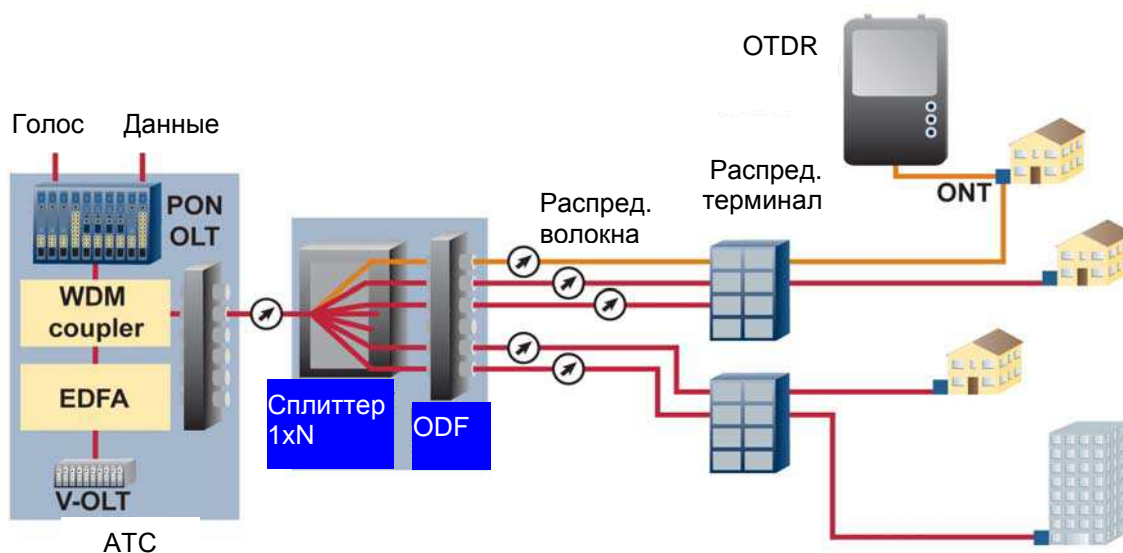 OTDR
Голос
Данные
PON
OLT
Распред.
волокна
Распред.
терминал
ONT
WDM
coupler
EDFA
Сплиттер
1xN
ODF
V-OLT
АТС